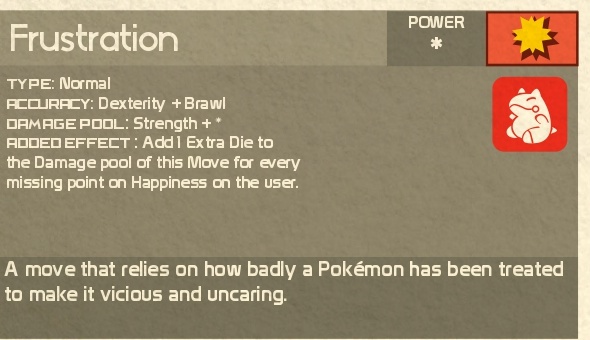 Frustration
POWER
*
TYPE: Normal
ACCURACY: Dexterity + Brawl
DAMAGE POOL: Strength + *
ADDED EFFECT : Add 1 Extra Die to
the Damage pool of this Move for every
missing point on Happiness on the user.
A move that relies on how badly a Pokémon has been treated
to make it vicious and uncaring.